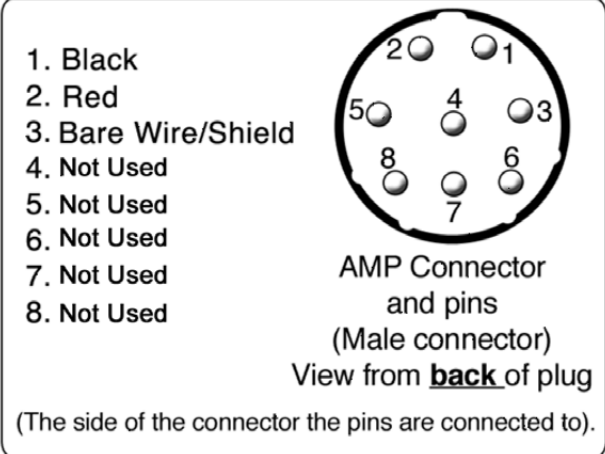 1. Black
2. Red
3. Bare Wire/Shield
4. Not Used
5. Not Used
6. Not Used
7. Not Used
8. Not Used
2 1
5 4 3
8 6
7
AMP Connector
and pins
(Male connector)
View from back of plug
(The side of the connector the pins are connected to).